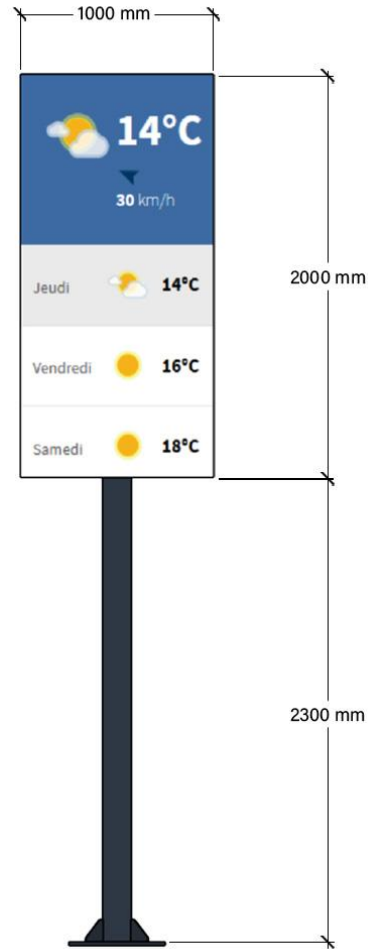 1000 mm
14°C
30 km/h
Jeudi 14°C
2000 mm
Vendredi 16°C
Samedi 18°C
2300 mm